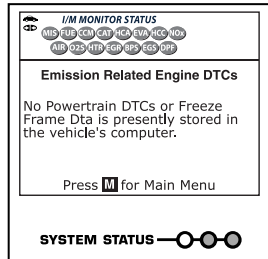 I/M MONITOR STATUS
MIS FUE CCM CAT HCA EVA HCC NOx
AIR O2S HTR EGR BPS EGS DPF
Emission Related Engine DTCs
No Powertrain DTCs or Freeze
Frame Dta is presently stored in
the vehicle's computer.
Press M for Main Menu
SYSTEM STATUS